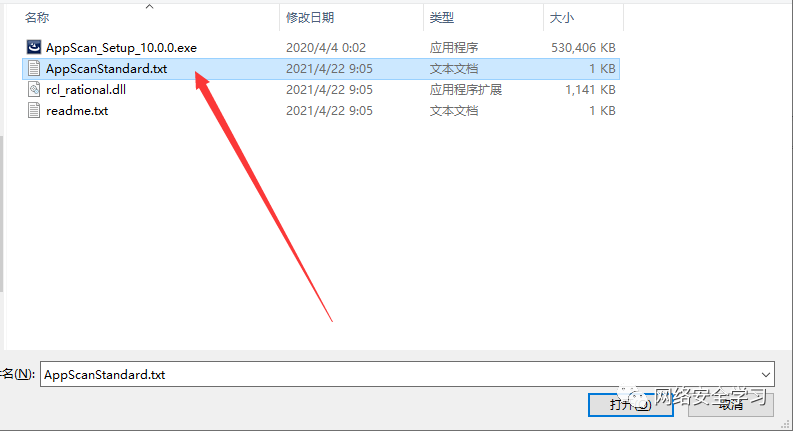 名称 修改日期 类型 大小
AppScan_Setup_10.0.0.exe 2020/4/4 0:02 应用程序 530,406 KB
AppScanStandard.txt 2021/4/22 9:05 文本文档 1 KB
rcl_rational.dll 2021/4/22 9:05 应用程序扩展 1,141 KB
readme.txt 2021/4/22 9:05 文本文档 1 KB
件名(N): AppScanStandard.txt
打开(O) 取消
网络安全学习